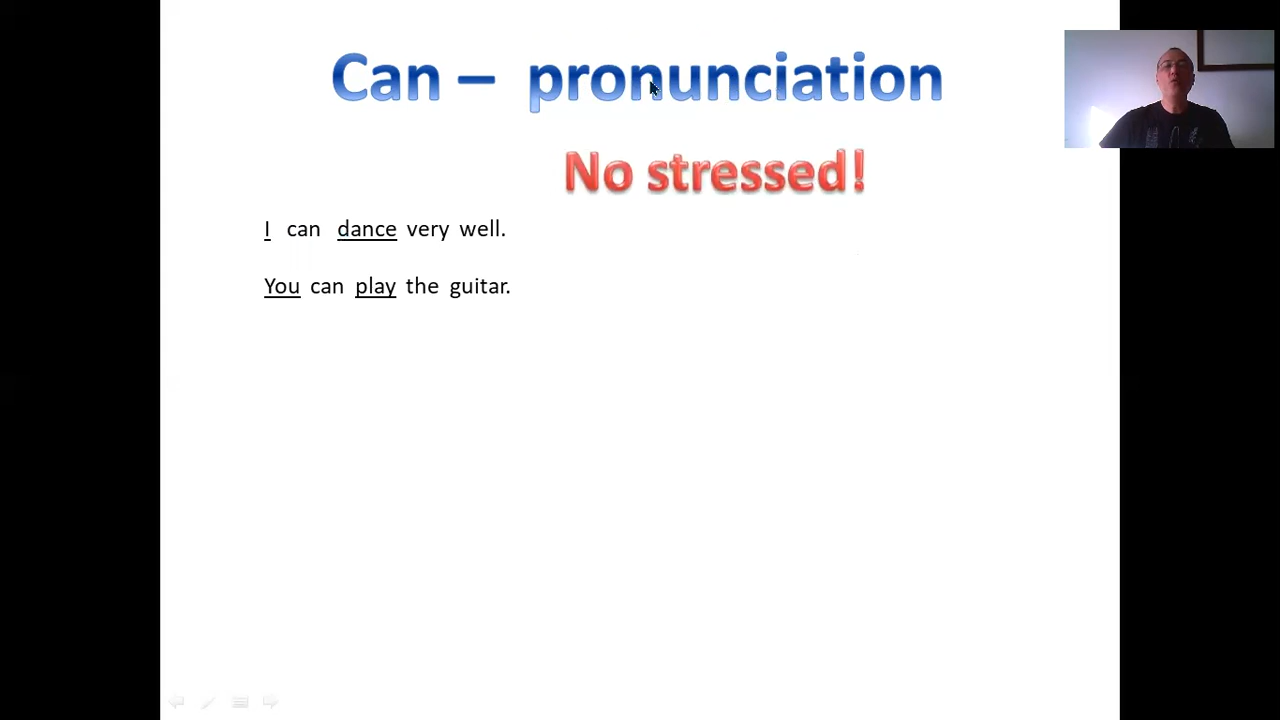 Can – pronunciation
No stressed!
I can dance very well.
You can play the guitar.